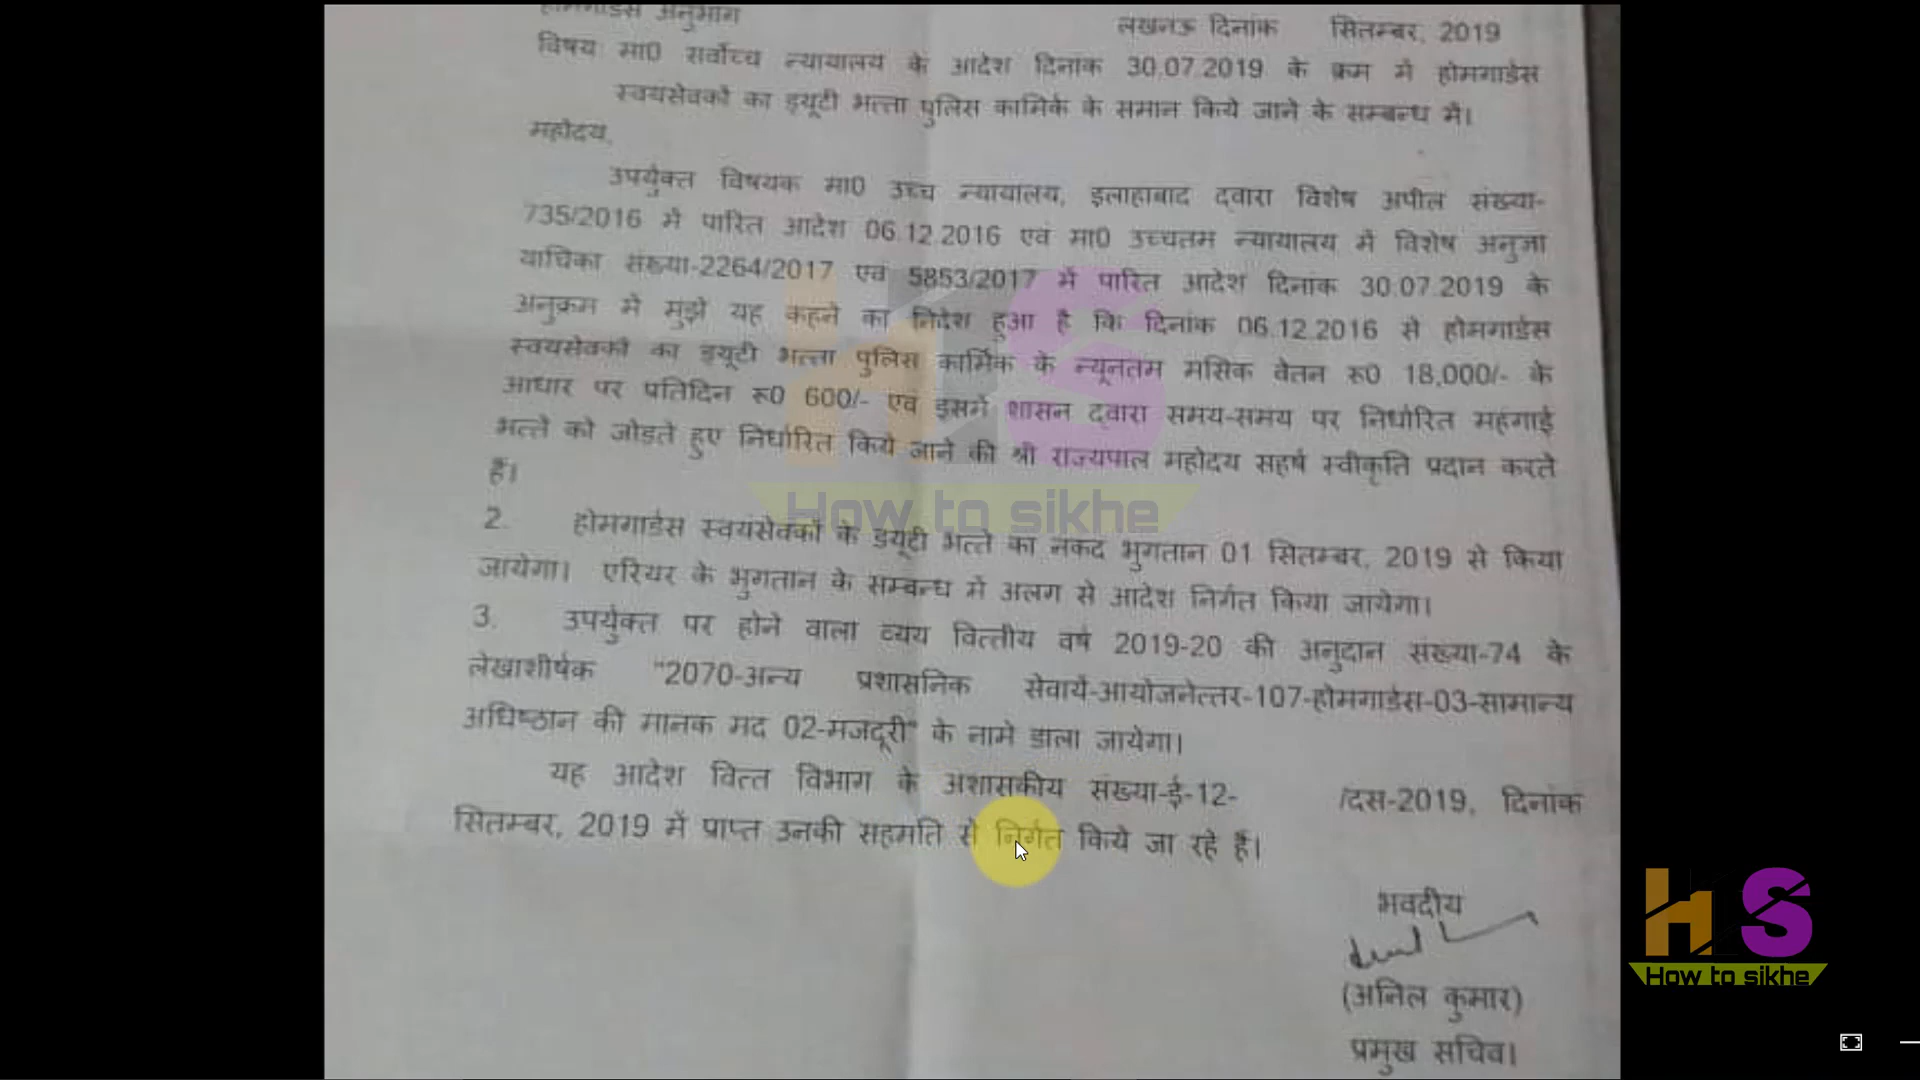 होमगार्डस अनुभाग
लखनऊ दिनांक सितम्बर, 2019
विषय मा0 सर्वोच्च न्यायालय के आदेश दिनांक 30.07.2019 के क्रम में होमगार्डस
स्वयंसेवकों का ड्यूटी भत्ता पुलिस कार्मिक के समान किये जाने के सम्बन्ध में।
महोदय,
उपर्युक्त विषयक मा0 उच्च न्यायालय, इलाहाबाद द्वारा विशेष अपील संख्या-
735/2016 में पारित आदेश 06.12.2016 एवं मा0 उच्चतम न्यायालय में विशेष अनुज्ञा
याचिका संख्या-2264/2017 एवं 5853/2017 में पारित आदेश दिनांक 30.07.2019 के
अनुक्रम में मुझे यह कहने का निदेश हुआ है कि दिनांक 06.12.2016 से होमगार्डस
स्वयंसेवकों का ड्यूटी भत्ता पुलिस कार्मिक के न्यूनतम मासिक वेतन रू0 18,000/- के
आधार पर प्रतिदिन रू0 600/- एवं इसमें शासन द्वारा समय-समय पर निर्धारित महंगाई
भत्ते को जोड़ते हुए निर्धारित किये जाने की श्री राज्यपाल महोदय सहर्ष स्वीकृति प्रदान करते
हैं।
2. होमगार्डस स्वयंसेवकों के ड्यूटी भत्ते का नकद भुगतान 01 सितम्बर, 2019 से किया
जायेगा। एरियर के भुगतान के सम्बन्ध में अलग से आदेश निर्गत किया जायेगा।
3. उपर्युक्त पर होने वाला व्यय वित्तीय वर्ष 2019-20 की अनुदान संख्या-74 के
लेखाशीर्षक "2070-अन्य प्रशासनिक सेवायें-आयोजनेत्तर-107-होमगार्डस-03-सामान्य
अधिष्ठान की मानक मद 02-मजदूरी" के नामे डाला जायेगा।
यह आदेश वित्त विभाग के अशासकीय संख्या-ई-12- /दस-2019, दिनांक
सितम्बर, 2019 में प्राप्त उनकी सहमति से निर्गत किये जा रहे हैं।
भवदीय
(अनिल कुमार)
प्रमुख सचिव।
HS
How to sikhe
HS
How to sikhe